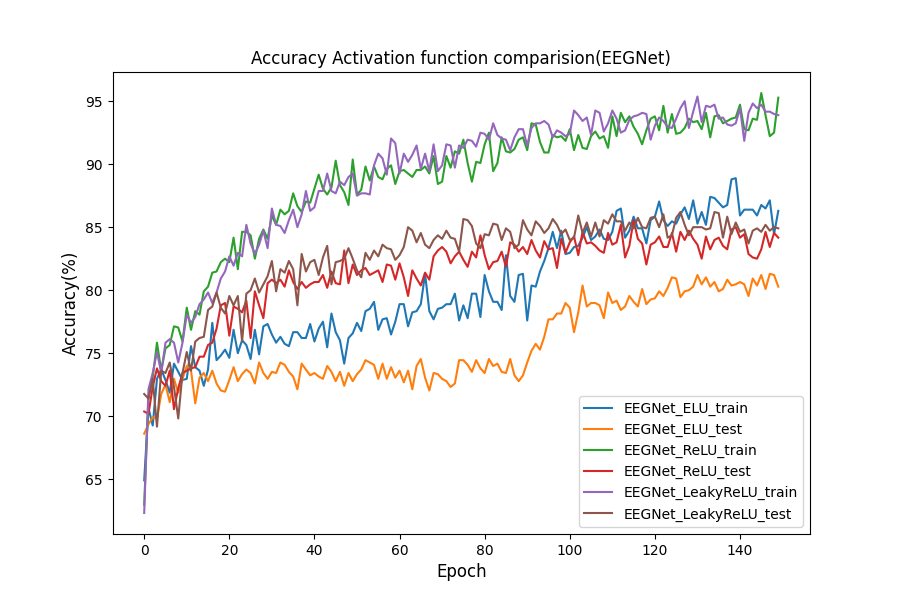 Accuracy Activation function comparision(EEGNet)
Accuracy(%)
95
90
85
80
75
70
65
0 20 40 60 80 100 120 140
Epoch
EEGNet_ELU_train
EEGNet_ELU_test
EEGNet_ReLU_train
EEGNet_ReLU_test
EEGNet_LeakyReLU_train
EEGNet_LeakyReLU_test